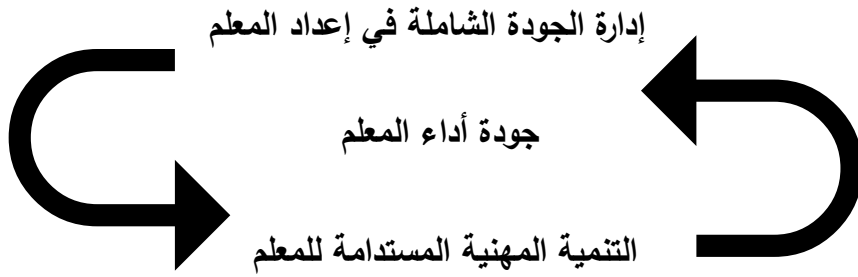 إدارة الجودة الشاملة في إعداد المعلم
جودة أداء المعلم
التنمية المهنية المستدامة للمعلم